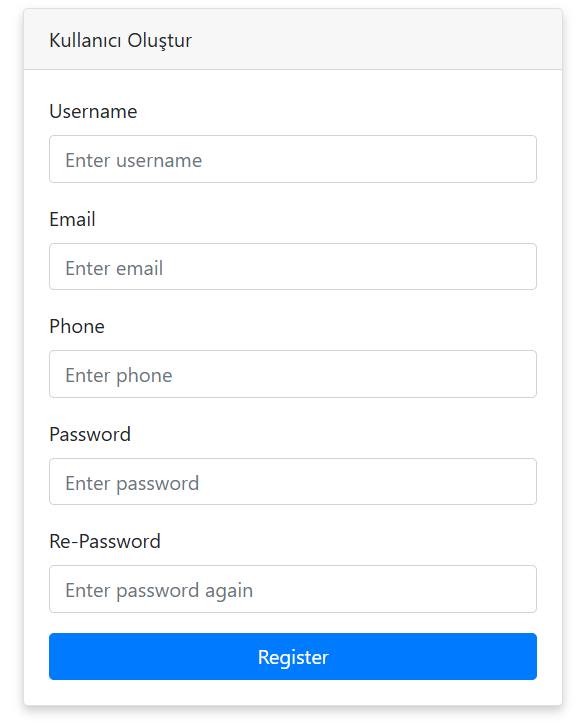 Kullanıcı Oluştur
Username
Enter username
Email
Enter email
Phone
Enter phone
Password
Enter password
Re-Password
Enter password again
Register